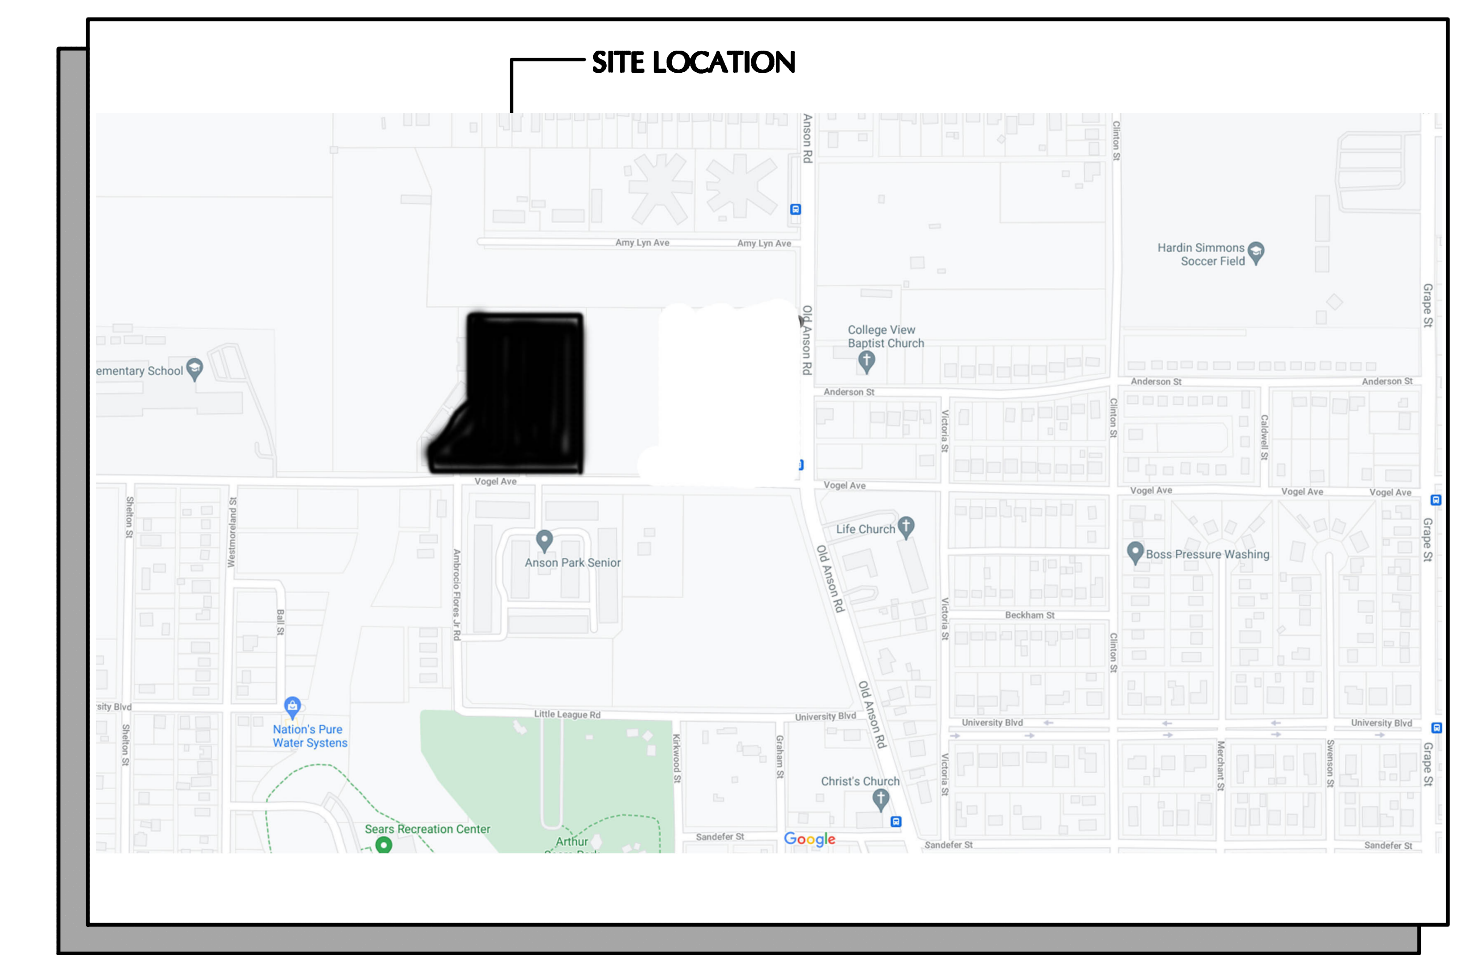 SITE LOCATION
Anson Rd
Clinton St
Amy Lyn Ave
Amy Lyn Ave
Hardin Simmons
Soccer Field
Grape St
Old Anson Rd
College View
Baptist Church
ementary School
Anderson St
Anderson St
Anderson St
Victoria St
Clinton St
Caldwell St
Vogel Ave
Vogel Ave
Vogel Ave
Vogel Ave
Vogel Ave
Shelton St
Westmoreland St
Life Church
Grape St
Anson Park Senior
Ambrocio Flores Jr Rd
Old Anson Rd
Boss Pressure Washing
Ball St
Victoria St
Beckham St
Clinton St
sity Blvd
Nation's Pure
Water Systens
Little League Rd
University Blvd
Old Anson Rd
University Blvd
University Blvd
Shelton St
Kirkwood St
Graham St
Victoria St
Merchant St
Swenson St
Grape St
Christ's Church
Sears Recreation Center
Arthur
Sears Park
Google
Sandefer St
Sandefer St
Sandefer St